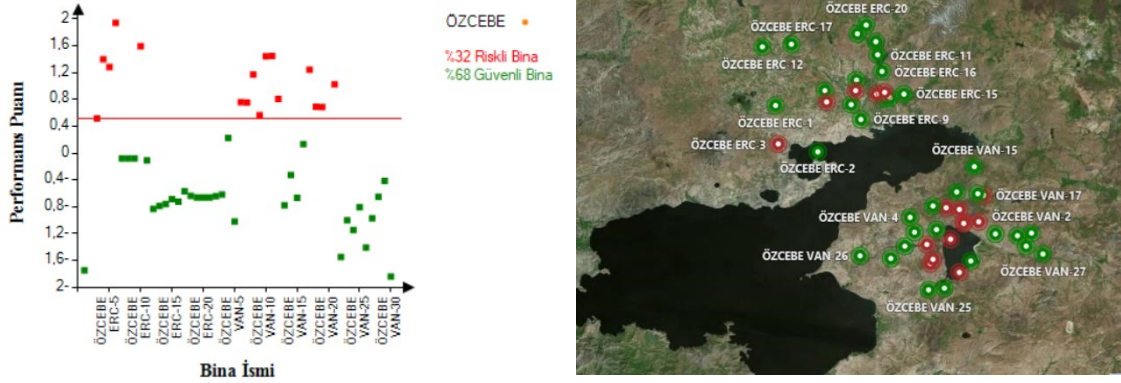 2
1,6
1,2
0,8
0,4
0
0,4
0,8
1,2
1,6
2-
Performans Puanı
ÖZCEBE
%32 Riskli Bina
%68 Güvenli Bina
ÖZCEBE ERC-5
ÖZCEBE ERC-10
ÖZCEBE ERC-15
ÖZCEBE ERC-20
ÖZCEBE VAN-5
ÖZCEBE VAN-10
ÖZCEBE VAN-15
ÖZCEBE VAN-20
ÖZCEBE VAN-25
ÖZCEBE VAN-30
Bina İsmi
ÖZCEBE ERC-20
ÖZCEBE ERC-17
ÖZCEBE ERC-11
ÖZCEBE ERC-12
ÖZCEBE ERC-16
ÖZCEBE ERC-15
ÖZCEBE ERC-1
ÖZCEBE ERC-9
ÖZCEBE ERC-3
ÖZCEBE ERC-2
ÖZCEBE VAN-15
ÖZCEBE VAN-17
ÖZCEBE VAN-4
ÖZCEBE VAN-2
ÖZCEBE VAN-26
ÖZCEBE VAN-27
ÖZCEBE VAN-25